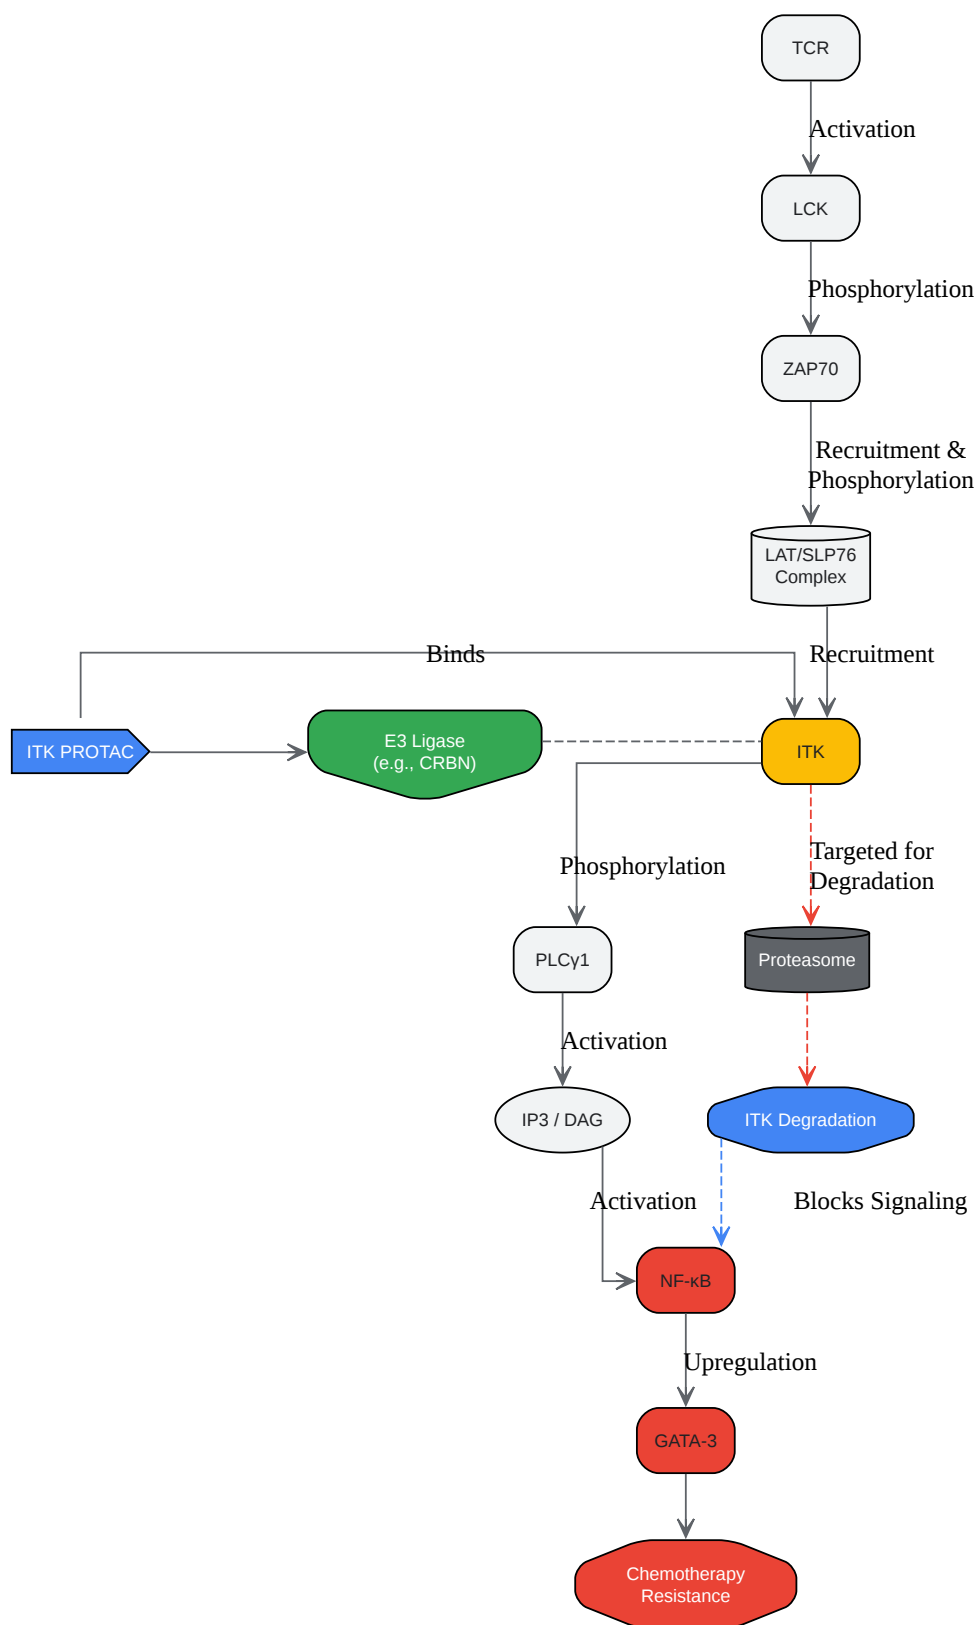 TCR
Activation
LCK
Phosphorylation
ZAP70
Recruitment &
Phosphorylation
LAT/SLP76
Complex
Binds
Recruitment
ITK PROTAC
E3 Ligase
(e.g., CRBN)
ITK
Phosphorylation
Targeted for
Degradation
PLCγ1
Proteasome
Activation
IP3 / DAG
ITK Degradation
Activation
Blocks Signaling
NF-κB
Upregulation
GATA-3
Chemotherapy
Resistance